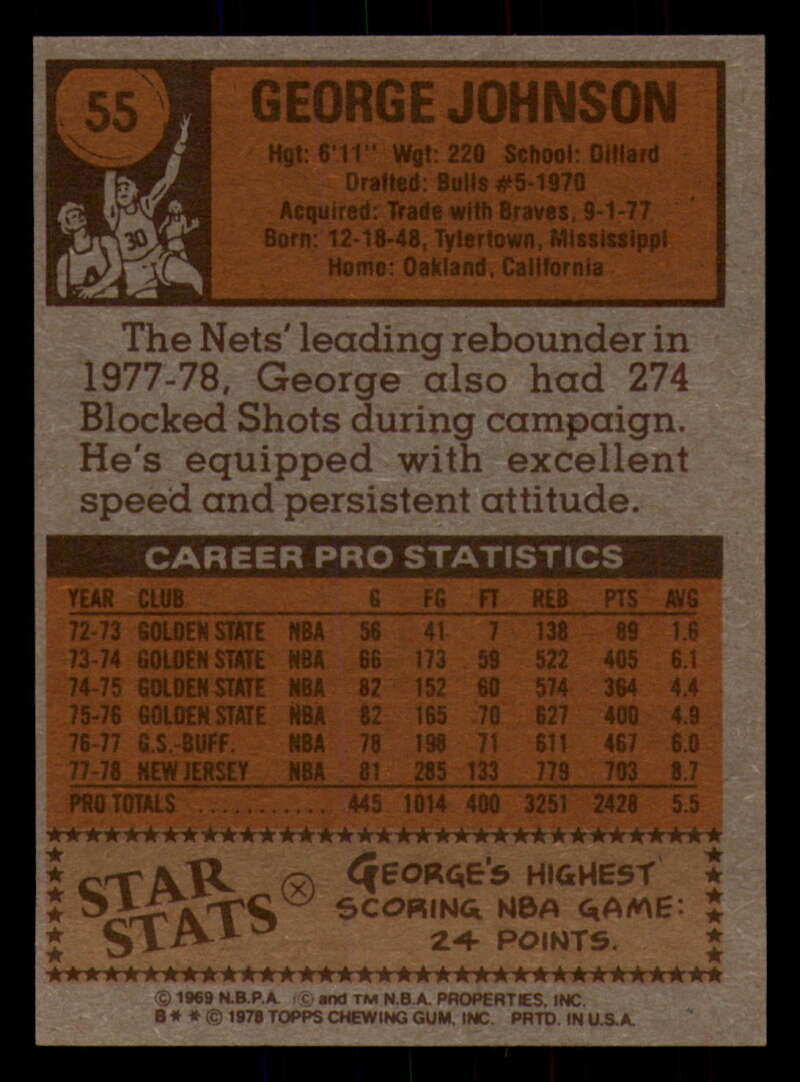 55
30
GEORGE JOHNSON
Hgt: 6'11" Wgt: 220 School: Dillard
Drafted: Bulls #5-1970
Acquired: Trade with Braves, 9-1-77
Born: 12-18-48, Tylertown, Mississippi
Home: Oakland, California
The Nets' leading rebounder in
1977-78, George also had 274
Blocked Shots during campaign.
He's equipped with excellent
speed and persistent attitude.
CAREER PRO STATISTICS
YEAR CLUB G FG FT REB PTS AVG
72-73 GOLDEN STATE NBA 56 41 7 138 89 1.6
73-74 GOLDEN STATE NBA 66 173 59 522 405 6.1
74-75 GOLDEN STATE NBA 82 152 60 574 364 4.4
75-76 GOLDEN STATE NBA 82 165 70 627 400 4.9
76-77 G.S.-BUFF. NBA 78 198 71 611 467 6.0
77-78 NEW JERSEY NBA 81 285 133 779 703 8.7
PRO TOTALS ............ 445 1014 400 3251 2428 5.5
STAR
STATS
GEORGE'S HIGHEST
SCORING NBA GAME:
24 POINTS.
© 1969 N.B.P.A. © and TM N.B.A. PROPERTIES, INC.
B* * © 1978 TOPPS CHEWING GUM, INC. PRTD. IN U.S.A.